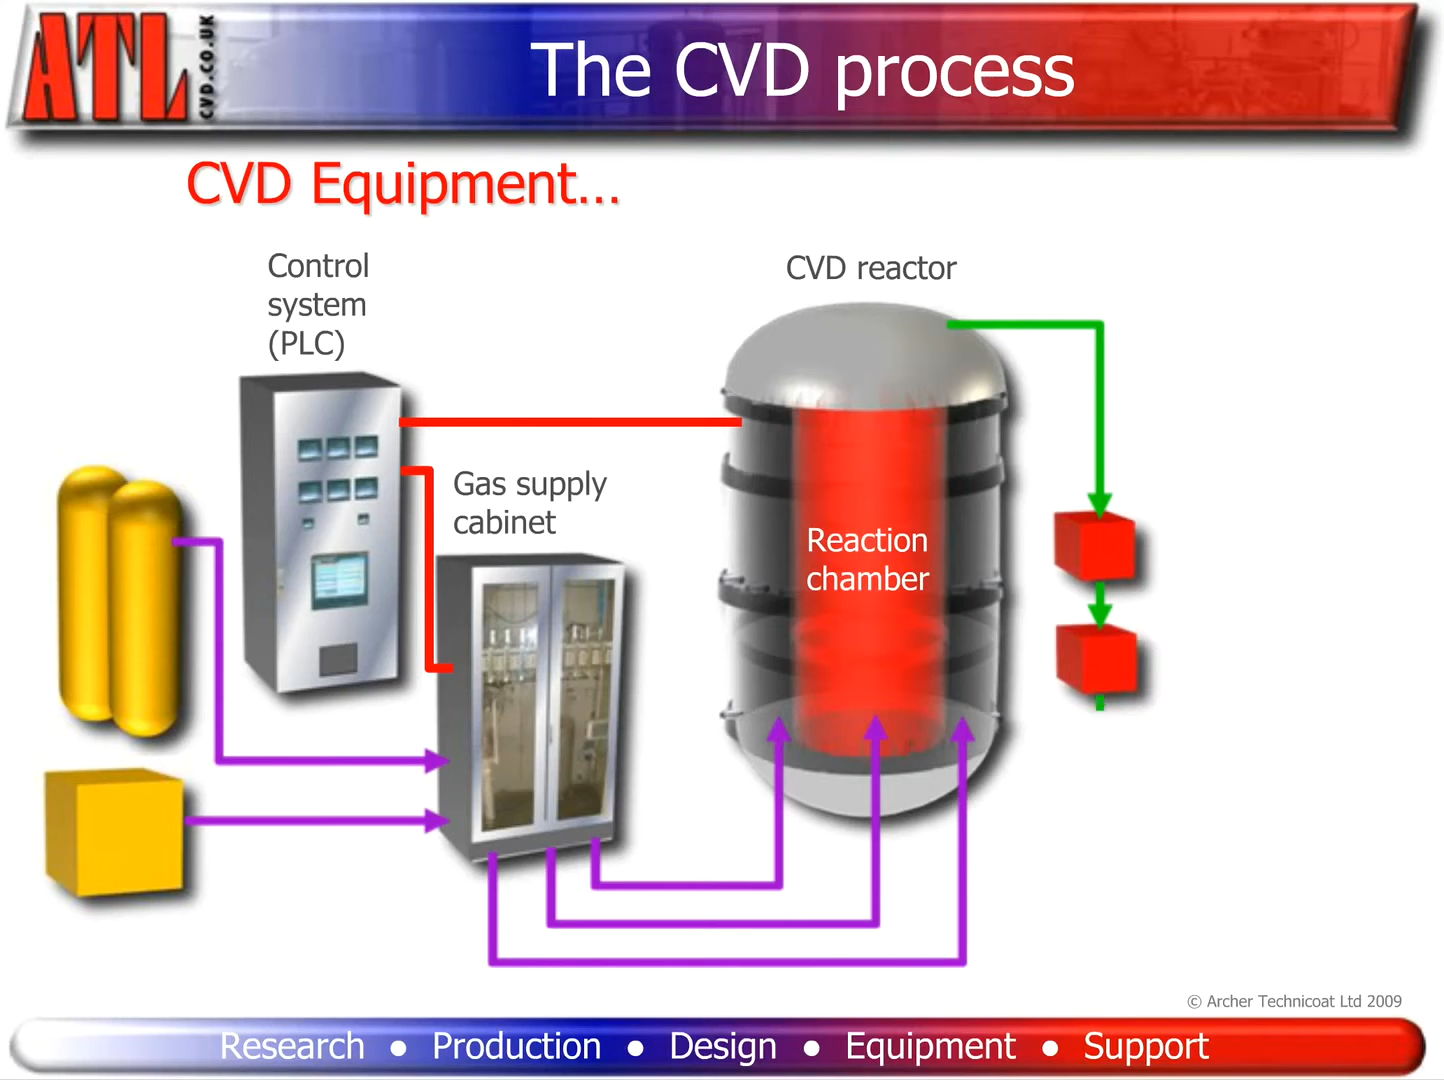 ATL
CVD.CO.UK
The CVD process
CVD Equipment...
Control
system
(PLC)
CVD reactor
Gas supply
cabinet
Reaction
chamber
© Archer Technicoat Ltd 2009
Research ● Production ● Design ● Equipment ● Support